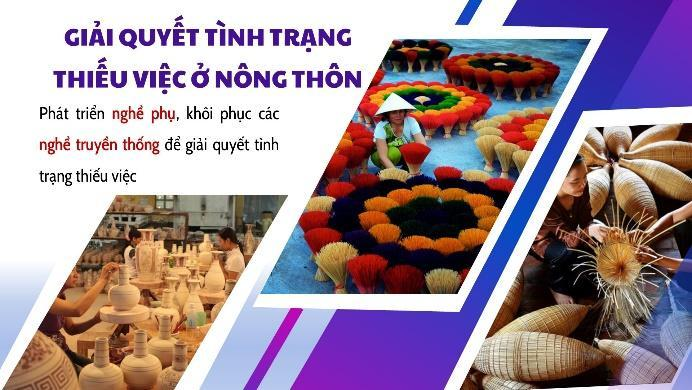 GIẢI QUYẾT TÌNH TRẠNG
THIẾU VIỆC Ở NÔNG THÔN
Phát triển nghề phụ, khôi phục các
nghề truyền thống để giải quyết tình
trạng thiếu việc